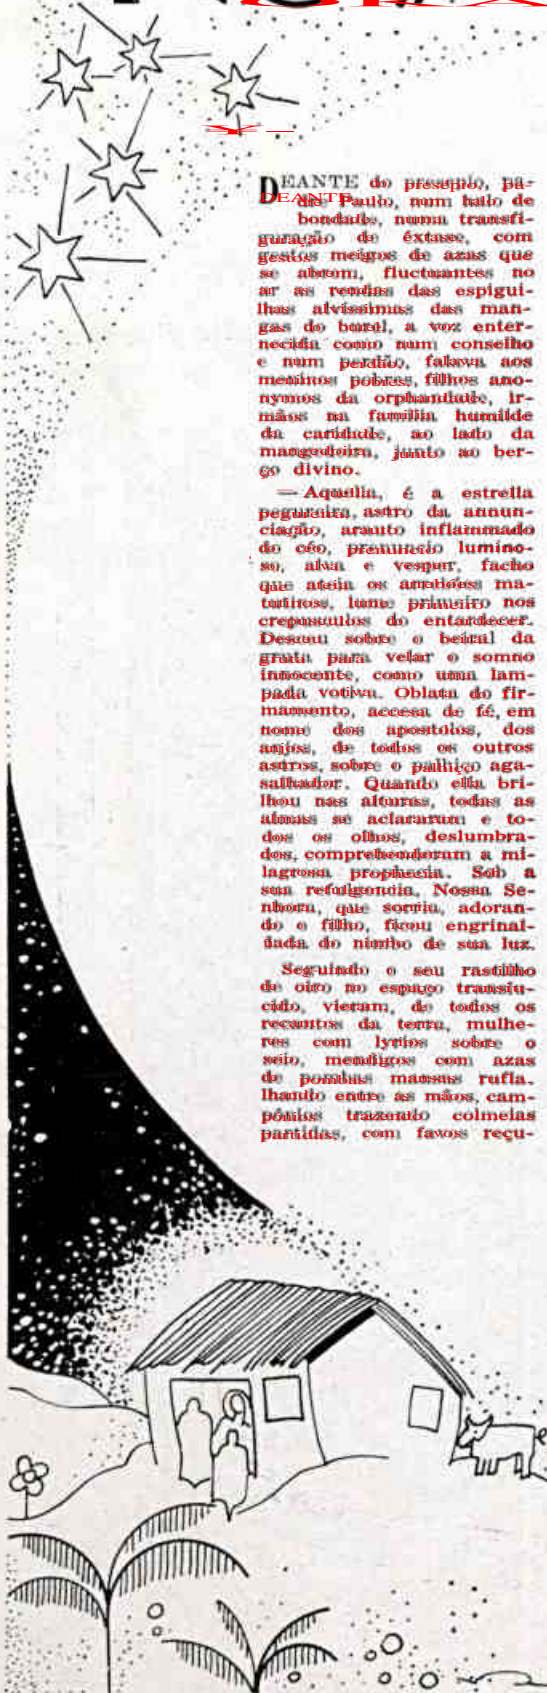 DEANTE do presepio, pa-
dre Paulo, num halo de
bondade, numa transfi-
guração de êxtase, com
gestos meigos de azas que
se abrem, fluctuantes no
ar as rendas das espigui-
lhas alvissimas das man-
gas do burel, a voz enter-
necida como num conselho
e num perdão, falava aos
meninos pobres, filhos ano-
nymos da orphandade, ir-
mãos na familia humilde
da caridade, ao lado da
mangedoira, junto ao ber-
ço divino.
— Aquella, é a estrella
pegureira, astro da annun-
ciação, arauto inflammado
do céo, prenuncio lumino-
so, alva e vesper, facho
que ateia os arrebóes ma-
tutinos, lume primeiro nos
crepusculos do entardecer.
Desceu sobre o beiral da
gruta para velar o somno
innocente, como uma lam-
pada votiva. Oblata do fir-
mamento, accesa de fé, em
nome dos apostolos, dos
anjos, de todos os outros
astros, sobre o palhiço aga-
salhador. Quando ella bri-
lhou nas alturas, todas as
almas se aclararam e to-
dos os olhos, deslumbra-
dos, comprehenderam a mi-
lagrosa prophecia. Sob a
sua refulgencia, Nossa Se-
nhora, que sorriu, adoran-
do o filho, ficou engrinal-
dada do nimbo de sua luz.
Seguindo o seu rastilho
de oiro no espaço translu-
cido, vieram, de todos os
recantos da terra, mulhe-
res com lyrios sobre o
seio, mendigos com azas
de pombas mansas rufla.
lhando entre as mãos, cam-
pônios trazendo colmeias
partidas, com favos reçu-